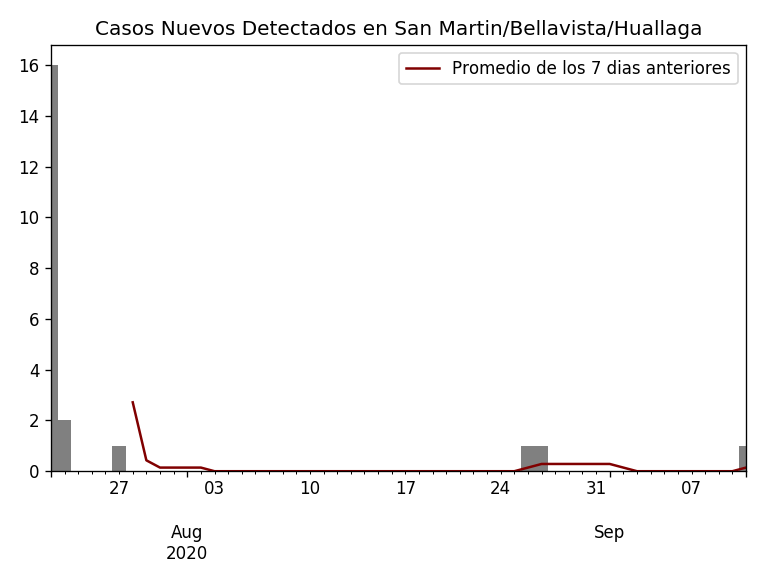 Casos Nuevos Detectados en San Martin/Bellavista/Huallaga
Promedio de los 7 dias anteriores
16
14
12
10
8
6
4
2
0
27 03 10 17 24 31 07
Aug Sep
2020